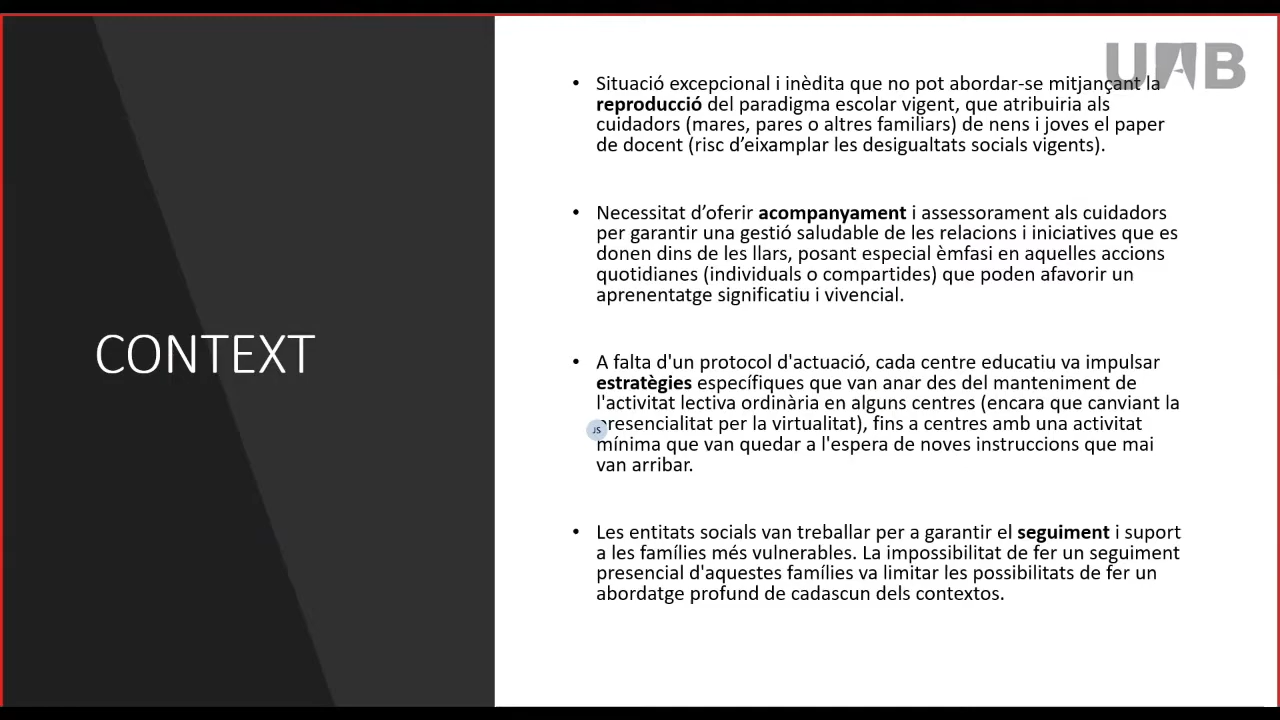 UAB
• Situació excepcional i inèdita que no pot abordar-se mitjançant la
reproducció del paradigma escolar vigent, que atribuiria als
cuidadors (mares, pares o altres familiars) de nens i joves el paper
de docent (risc d’eixamplar les desigualtats socials vigents).
• Necessitat d’oferir acompanyament i assessorament als cuidadors
per garantir una gestió saludable de les relacions i iniciatives que es
donen dins de les llars, posant especial èmfasi en aquelles accions
quotidianes (individuals o compartides) que poden afavorir un
aprenentatge significatiu i vivencial.
CONTEXT
• A falta d'un protocol d'actuació, cada centre educatiu va impulsar
estratègies específiques que van anar des del manteniment de
l'activitat lectiva ordinària en alguns centres (encara que canviant la
presencialitat per la virtualitat), fins a centres amb una activitat
JS
mínima que van quedar a l'espera de noves instruccions que mai
van arribar.
• Les entitats socials van treballar per a garantir el seguiment i suport
a les famílies més vulnerables. La impossibilitat de fer un seguiment
presencial d'aquestes famílies va limitar les possibilitats de fer un
abordatge profund de cadascun dels contextos.